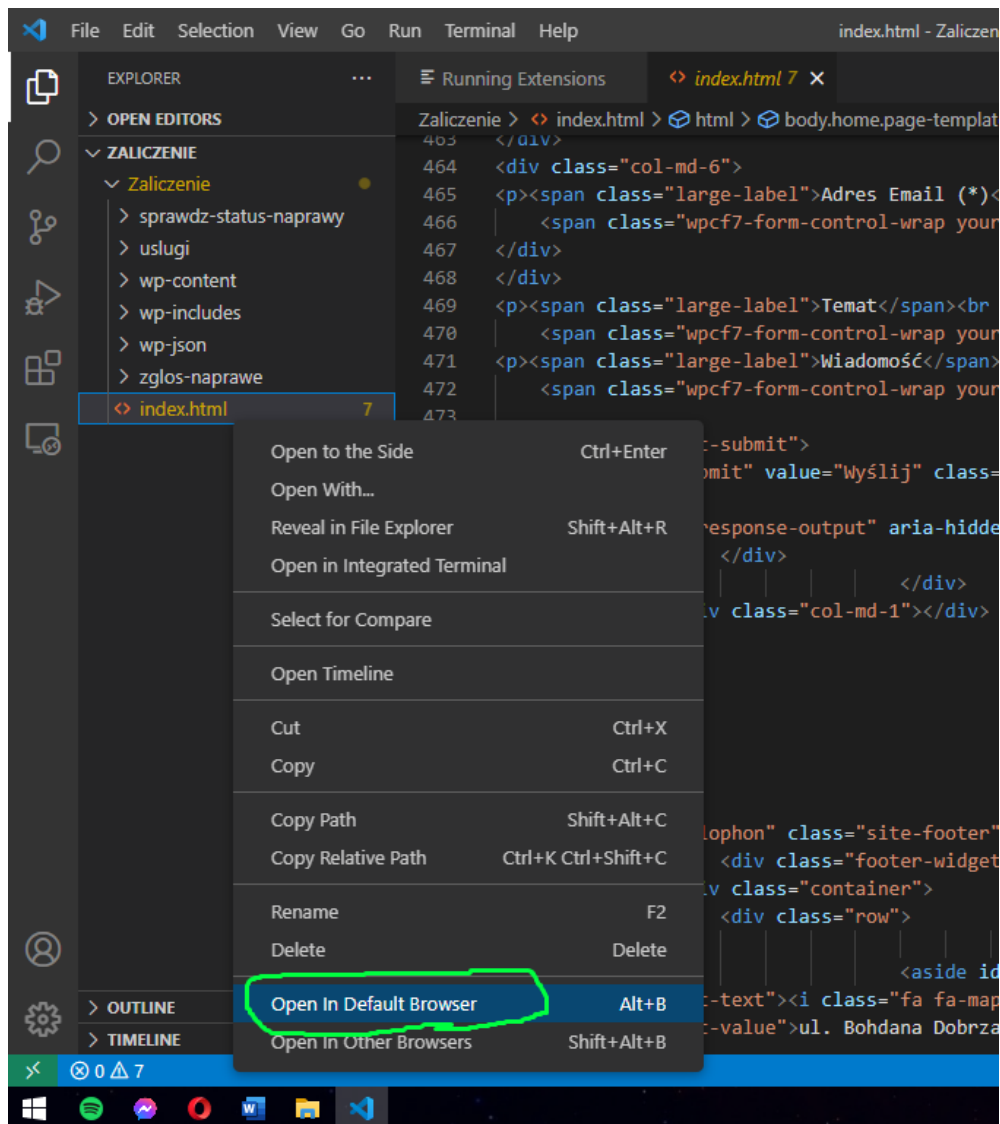 File Edit Selection View Go Run Terminal Help index.html - Zaliczen
EXPLORER ...
Running Extensions
index.html 7
OPEN EDITORS
Zaliczenie > index.html > html > body.home.page-templat
ZALICZENIE
Zaliczenie
sprawdz-status-naprawy
uslugi
wp-content
wp-includes
wp-json
zglos-naprawe
index.html 7
463 </div>
464 <div class="col-md-6">
465 <p><span class="large-label">Adres Email (*)<
466 <span class="wpcf7-form-control-wrap your
467 </div>
468 </div>
469 <p><span class="large-label">Temat</span><br
470 <span class="wpcf7-form-control-wrap your
471 <p><span class="large-label">Wiadomość</span>
472 <span class="wpcf7-form-control-wrap your
473
t-submit">
value="Wyślij" class=
response-output" aria-hidde
</div>
</div>
class="col-md-1"></div>
class="site-footer"
<div class="footer-widget
class="container">
<div class="row">
<aside id
-text"><i class="fa fa-map
-value">ul. Bohdana Dobrza
Open to the Side Ctrl+Enter
Open With...
Reveal in File Explorer Shift+Alt+R
Open in Integrated Terminal
Select for Compare
Open Timeline
Cut Ctrl+X
Copy Ctrl+C
Copy Path Shift+Alt+C
Copy Relative Path Ctrl+K Ctrl+Shift+C
Rename F2
Delete Delete
Open In Default Browser Alt+B
Open In Other Browsers Shift+Alt+B
OUTLINE
TIMELINE
0 7